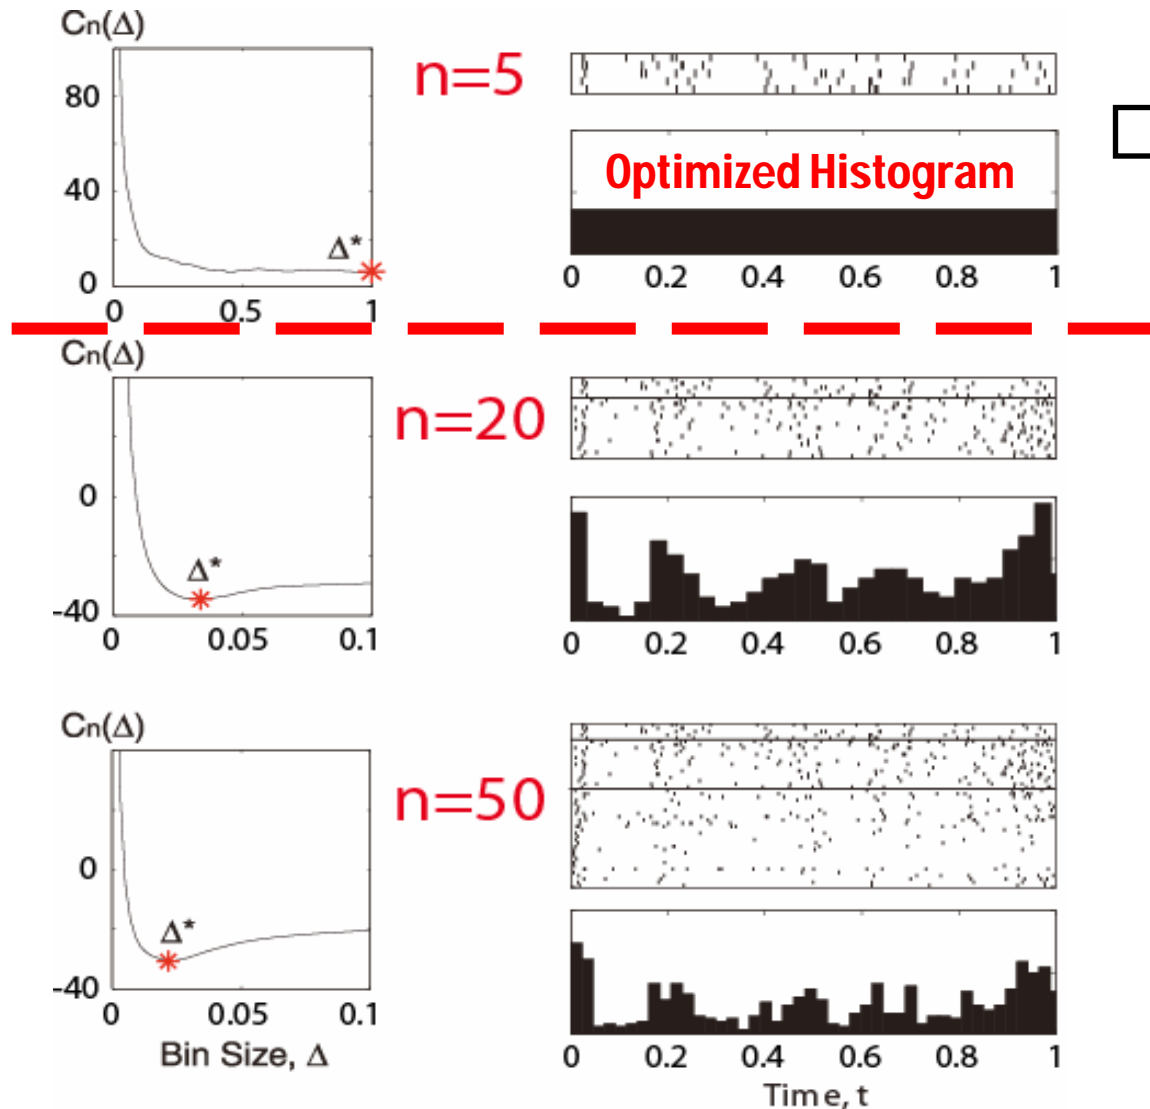 Cn(Δ)
n=5
80
40
0
Δ*
0 0.5 1
Optimized Histogram
0 0.2 0.4 0.6 0.8 1
Cn(Δ)
n=20
0
-40
Δ*
0 0.05 0.1
0 0.2 0.4 0.6 0.8 1
Cn(Δ)
n=50
0
-40
Δ*
0 0.05 0.1
Bin Size, Δ
0 0.2 0.4 0.6 0.8 1
Time, t